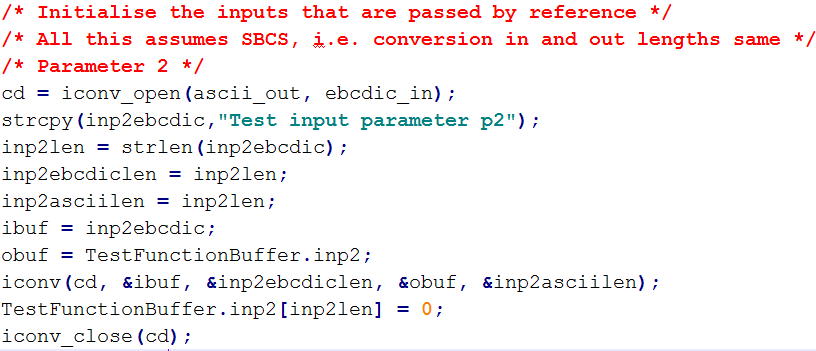 /* Initialise the inputs that are passed by reference */
/* All this assumes SBCS, i.e. conversion in and out lengths same */
/* Parameter 2 */
cd = iconv_open(ascii_out, ebcdic_in);
strcpy(inp2ebcdic,"Test input parameter p2");
inp2len = strlen(inp2ebcdic);
inp2ebcdiclen = inp2len;
inp2asciilen = inp2len;
ibuf = inp2ebcdic;
obuf = TestFunctionBuffer.inp2;
iconv(cd, &ibuf, &inp2ebcdiclen, &obuf, &inp2asciilen);
TestFunctionBuffer.inp2[inp2len] = 0;
iconv_close(cd);